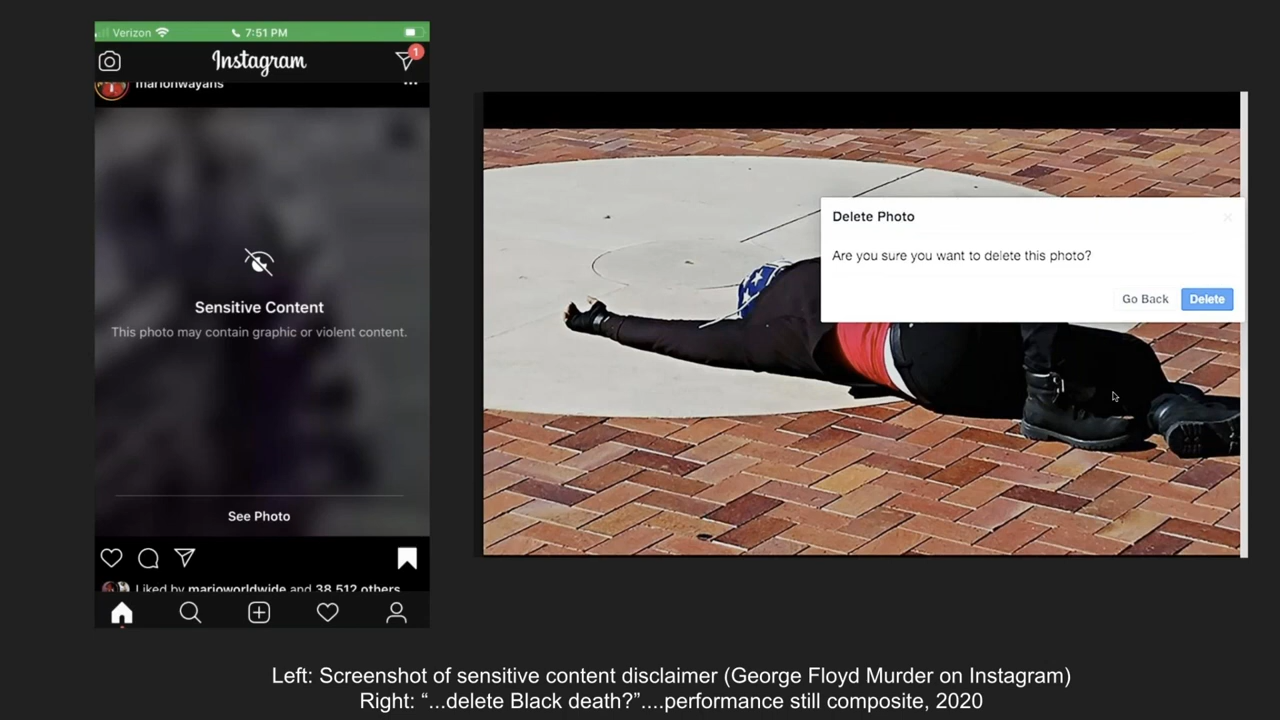 Verizon 7:51 PM
Instagram
1
marlonwayans
Sensitive Content
This photo may contain graphic or violent content.
See Photo
Liked by marioworldwide and 38,512 others
Delete Photo
Are you sure you want to delete this photo?
Go Back Delete
Left: Screenshot of sensitive content disclaimer (George Floyd Murder on Instagram)
Right: “...delete Black death?”....performance still composite, 2020